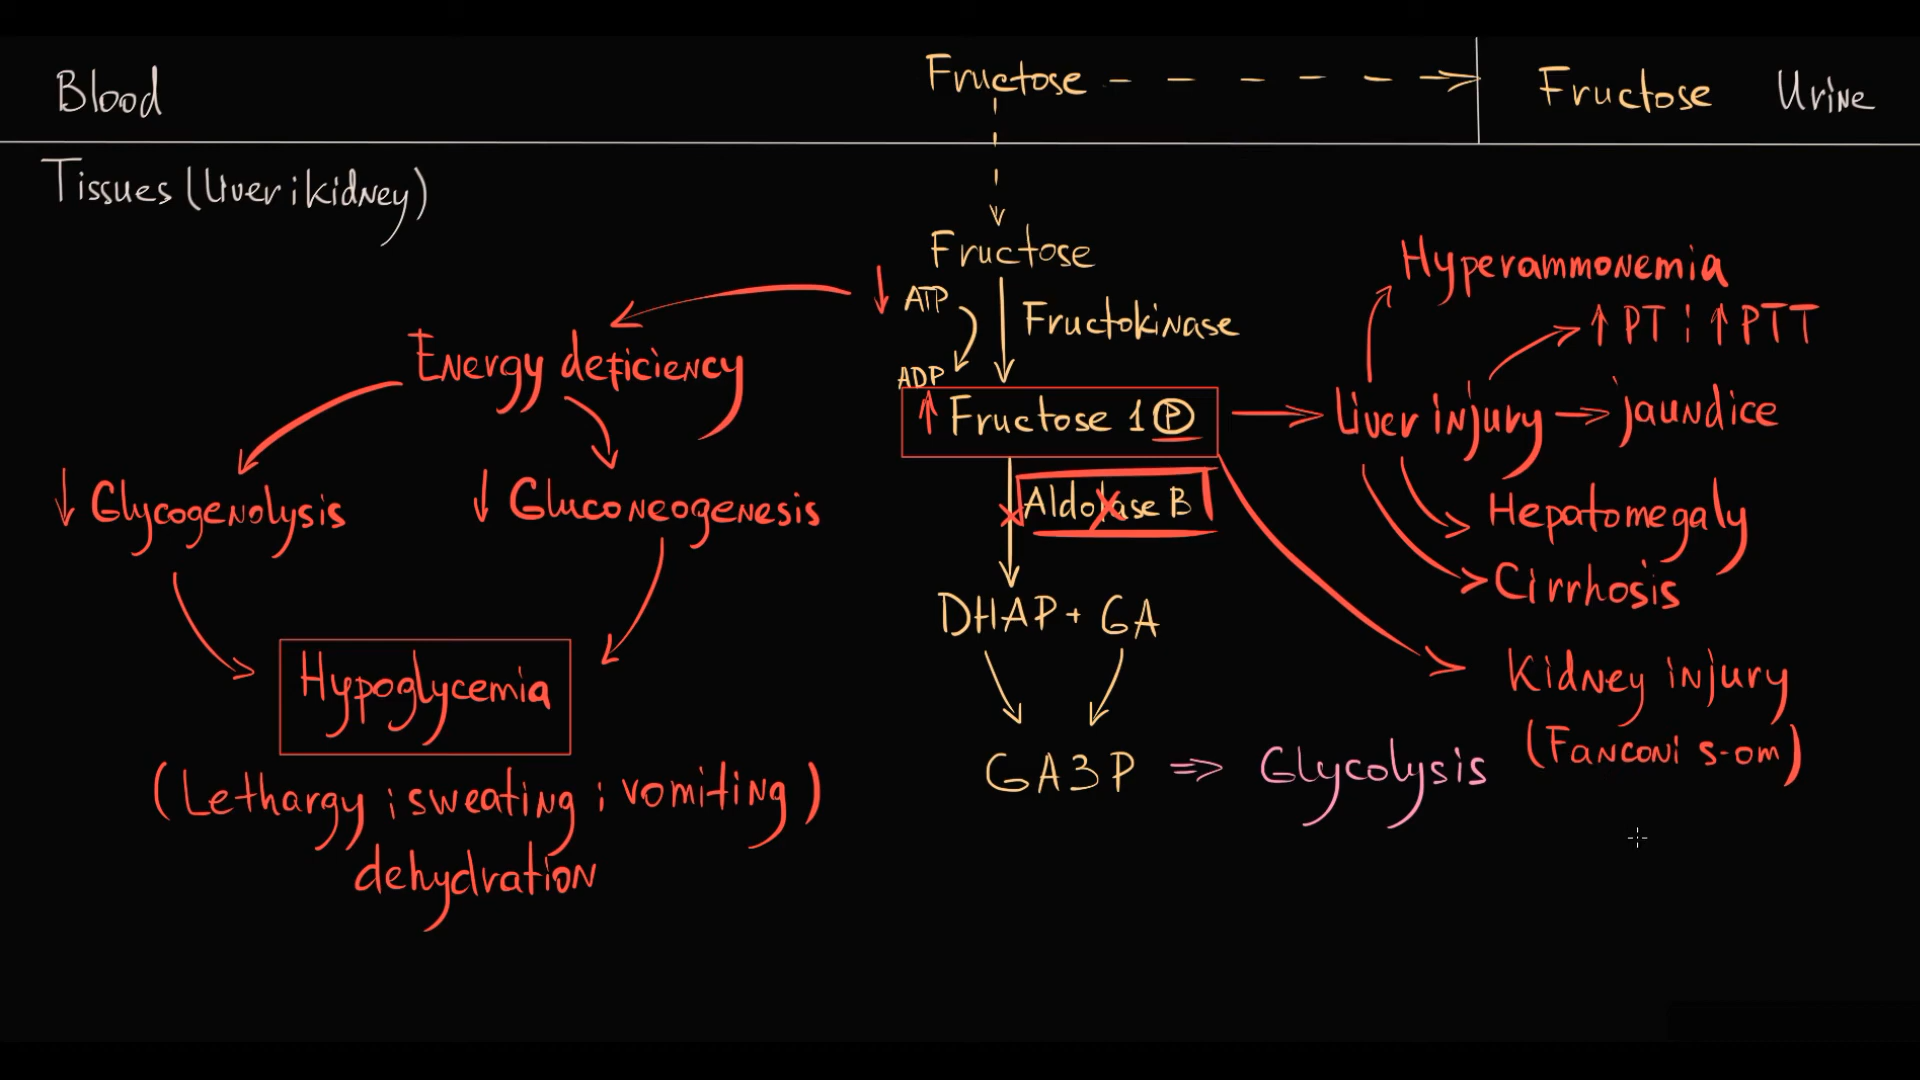 Blood
Fructose
Fructose
Urine
Tissues (Liver ; kidney)
Fructose
↓ ATP
Fructokinase
ADP
↑ Fructose 1 P
Aldolase B
DHAP + GA
GA3P => Glycolysis
Energy deficiency
↓ Glycogenolysis
↓ Gluconeogenesis
Hypoglycemia
(Lethargy ; sweating ; vomiting)
dehydration
Hyperammonemia
↑ PT ; ↑ PTT
Liver injury → jaundice
Hepatomegaly
Cirrhosis
Kidney injury
(Fanconi s-om)